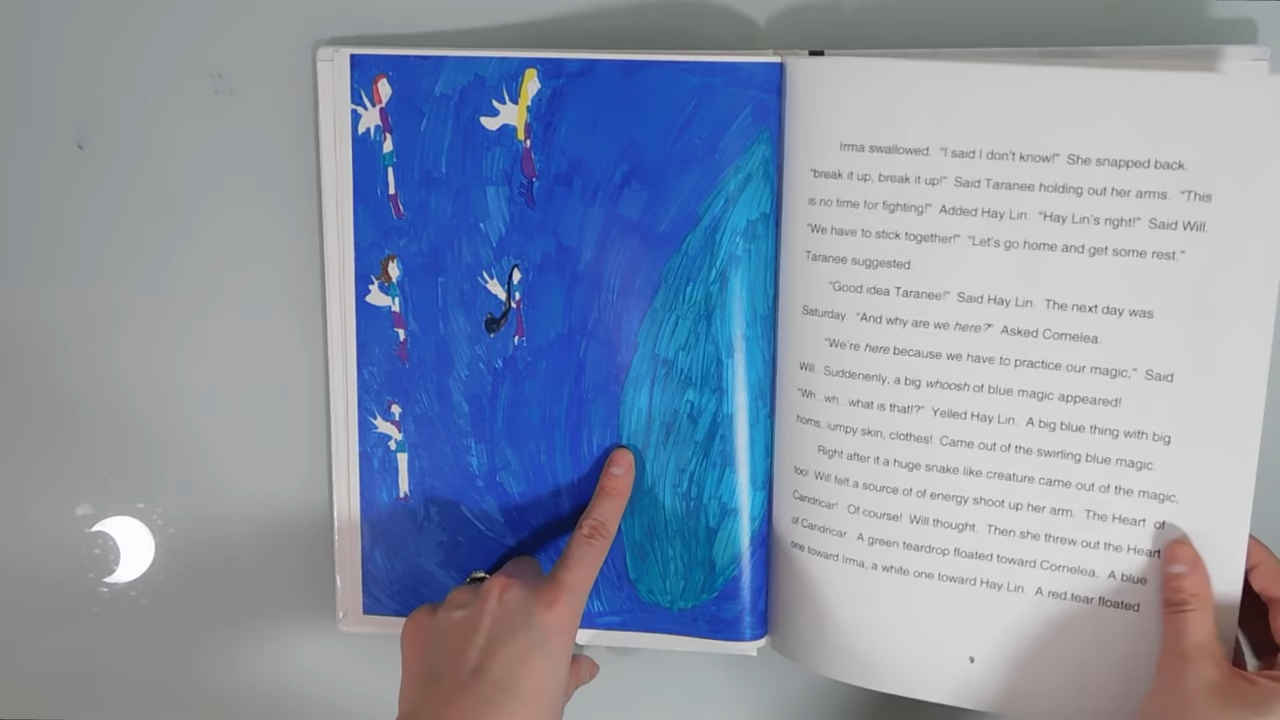 Irma swallowed. "I said I don't know!" She snapped back.
"break it up, break it up!" Said Taranee holding out her arms. "This
is no time for fighting!" Added Hay Lin. "Hay Lin's right!" Said Will.
"We have to stick together!" "Let's go home and get some rest."
Taranee suggested.
"Good idea Taranee!" Said Hay Lin. The next day was
Saturday. "And why are we here?" Asked Cornelea.
"We're here because we have to practice our magic," Said
Will. Suddenenly, a big whoosh of blue magic appeared!
"Wh...wh...what is that!?" Yelled Hay Lin. A big blue thing with big
horns, lumpy skin, clothes! Came out of the swirling blue magic.
Right after it a huge snake like creature came out of the magic,
too! Will felt a source of of energy shoot up her arm. The Heart of
Candricar! Of course! Will thought. Then she threw out the Heart
of Candricar. A green teardrop floated toward Cornelea. A blue
one toward Irma, a white one toward Hay Lin. A red tear floated
9